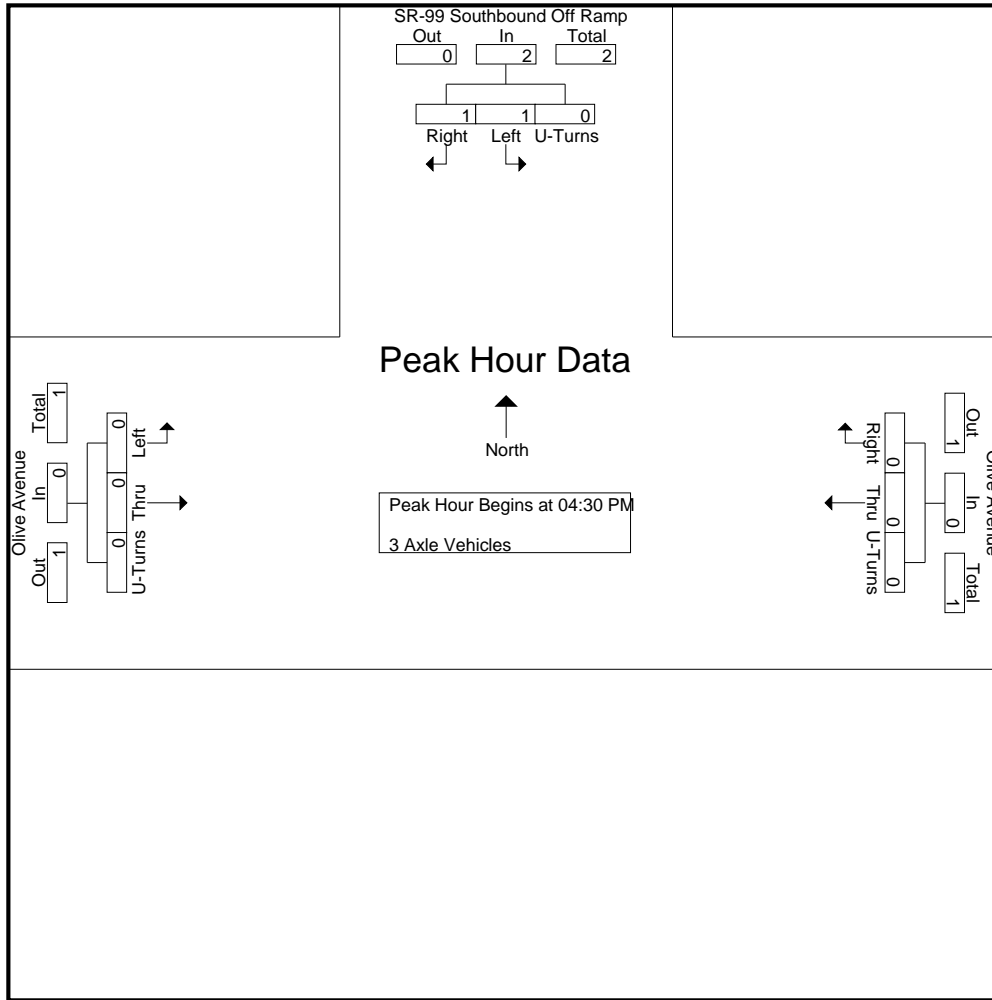 SR-99 Southbound Off Ramp
Out In Total
0 2 2
1 1 0
Right Left U-Turns
Peak Hour Data
North
Peak Hour Begins at 04:30 PM
3 Axle Vehicles
Olive Avenue
Out In Total
1 0 1
0 0 0
U-Turns Thru Left
Olive Avenue
Out In Total
1 0 1
0 0 0
Right Thru U-Turns